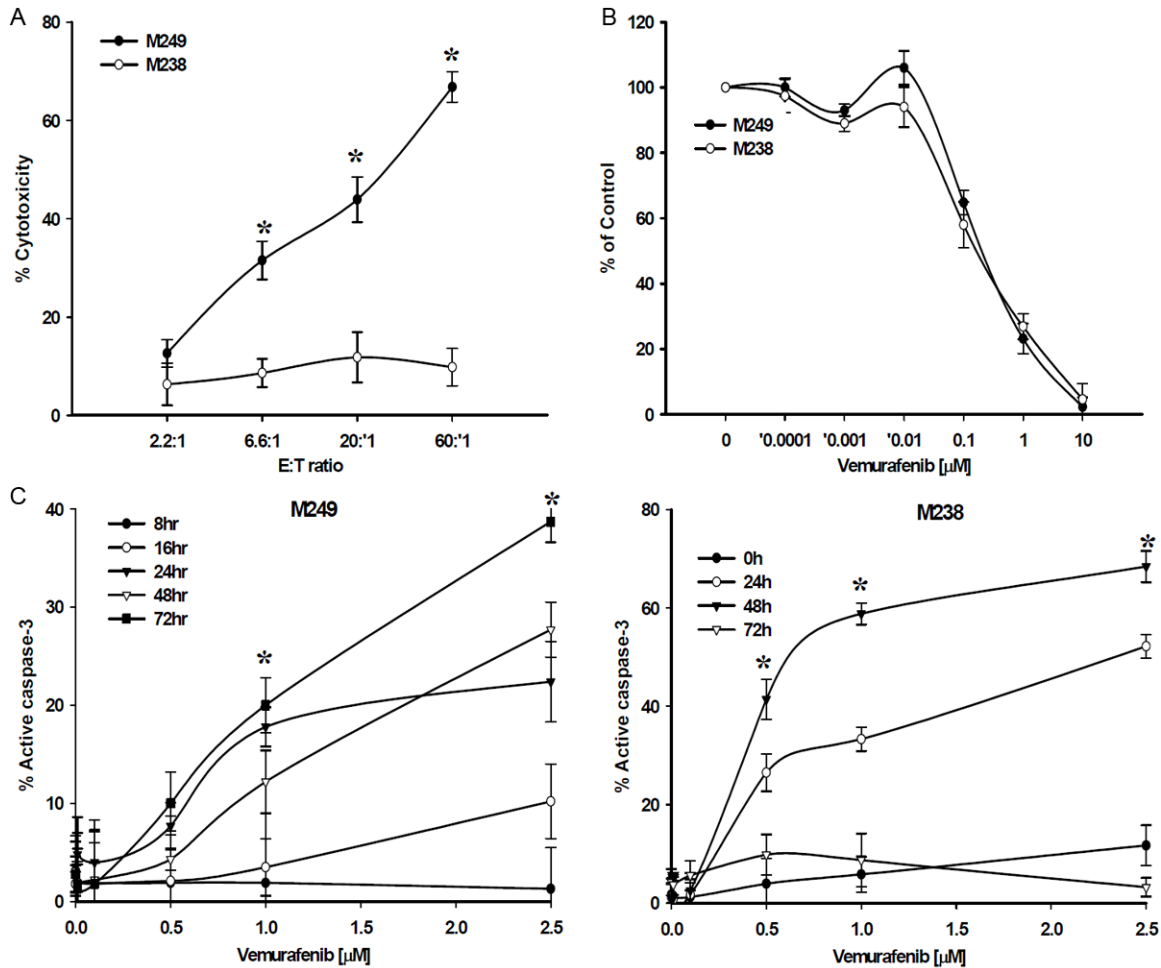 A
M249
M238
80
60
40
20
0
% Cytotoxicity
*
*
*
2.2:1
6.6:1
20:'1
60:'1
E:T ratio
B
120
100
80
60
40
20
0
% of Control
M249
M238
0
'0.0001
'0.001
'0.01
0.1
1
10
Vemurafenib [µM]
C
M249
8hr
16hr
24hr
48hr
72hr
40
30
20
10
0
% Active caspase-3
*
*
0.0
0.5
1.0
1.5
2.0
2.5
Vemurafenib [µM]
M238
0h
24h
48h
72h
80
60
40
20
0
% Active caspase-3
*
*
*
0.0
0.5
1.0
1.5
2.0
2.5
Vemurafenib [µM]